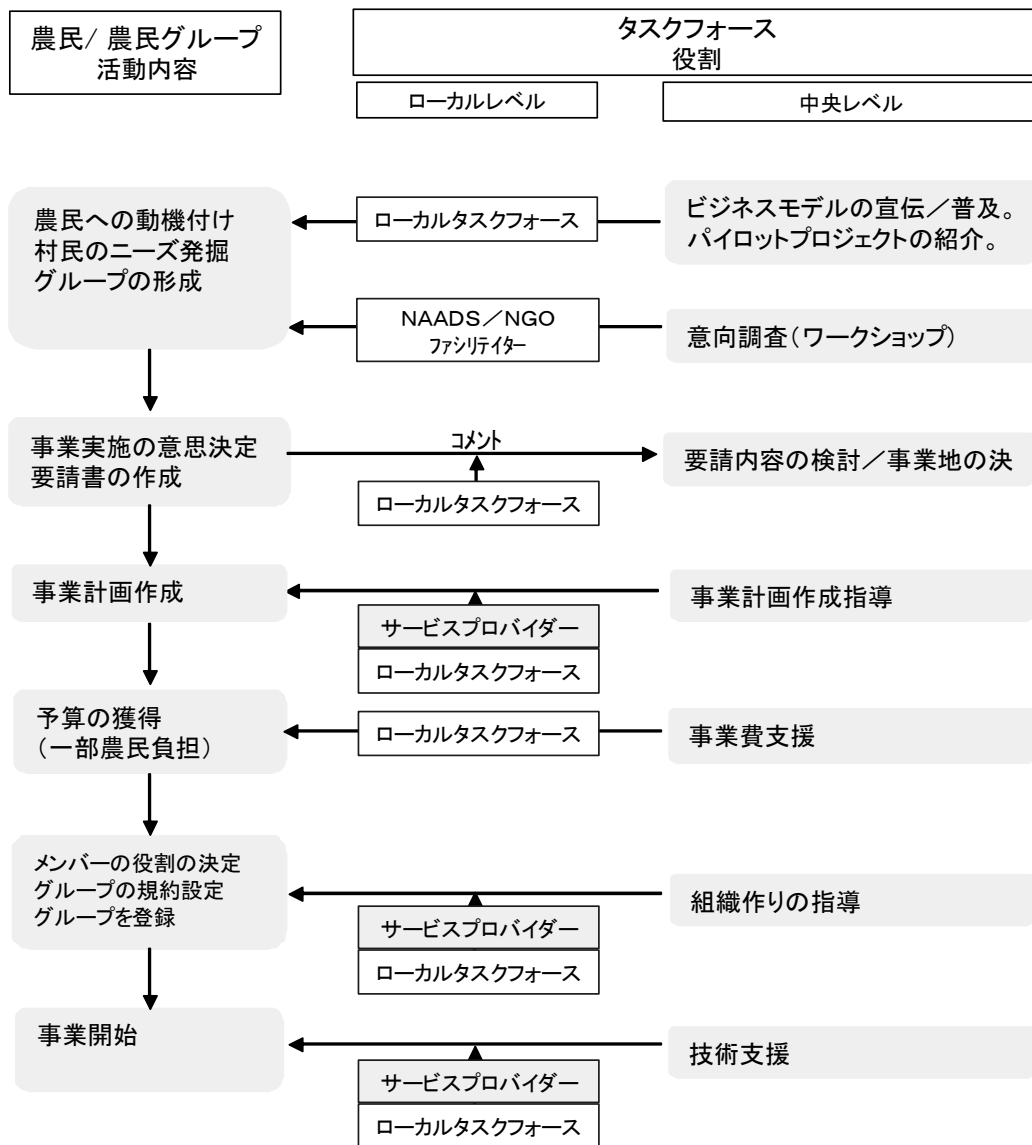 農民/ 農民グループ
活動内容
タスクフォース
役割
ローカルレベル
中央レベル
農民への動機付け
村民のニーズ発掘
グループの形成
ローカルタスクフォース
ビジネスモデルの宣伝／普及。
パイロットプロジェクトの紹介。
NAADS／NGO
ファシリテイター
意向調査（ワークショップ）
事業実施の意思決定
要請書の作成
コメント
ローカルタスクフォース
要請内容の検討／事業地の決
事業計画作成
サービスプロバイダー
ローカルタスクフォース
事業計画作成指導
予算の獲得
（一部農民負担）
ローカルタスクフォース
事業費支援
メンバーの役割の決定
グループの規約設定
グループを登録
サービスプロバイダー
ローカルタスクフォース
組織作りの指導
事業開始
サービスプロバイダー
ローカルタスクフォース
技術支援